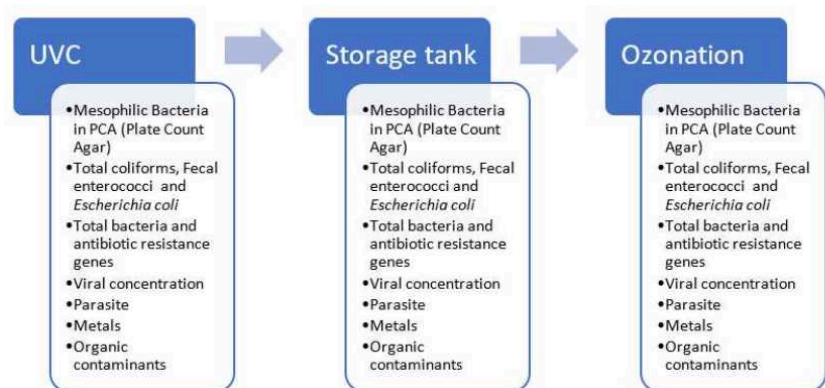 UVC
•Mesophilic Bacteria
in PCA (Plate Count
Agar)
•Total coliforms, Fecal
enterococci and
Escherichia coli
•Total bacteria and
antibiotic resistance
genes
•Viral concentration
•Parasite
•Metals
•Organic
contaminants
Storage tank
•Mesophilic Bacteria
in PCA (Plate Count
Agar)
•Total coliforms, Fecal
enterococci and
Escherichia coli
•Total bacteria and
antibiotic resistance
genes
•Viral concentration
•Parasite
•Metals
•Organic
contaminants
Ozonation
•Mesophilic Bacteria
in PCA (Plate Count
Agar)
•Total coliforms, Fecal
enterococci and
Escherichia coli
•Total bacteria and
antibiotic resistance
genes
•Viral concentration
•Parasite
•Metals
•Organic
contaminants